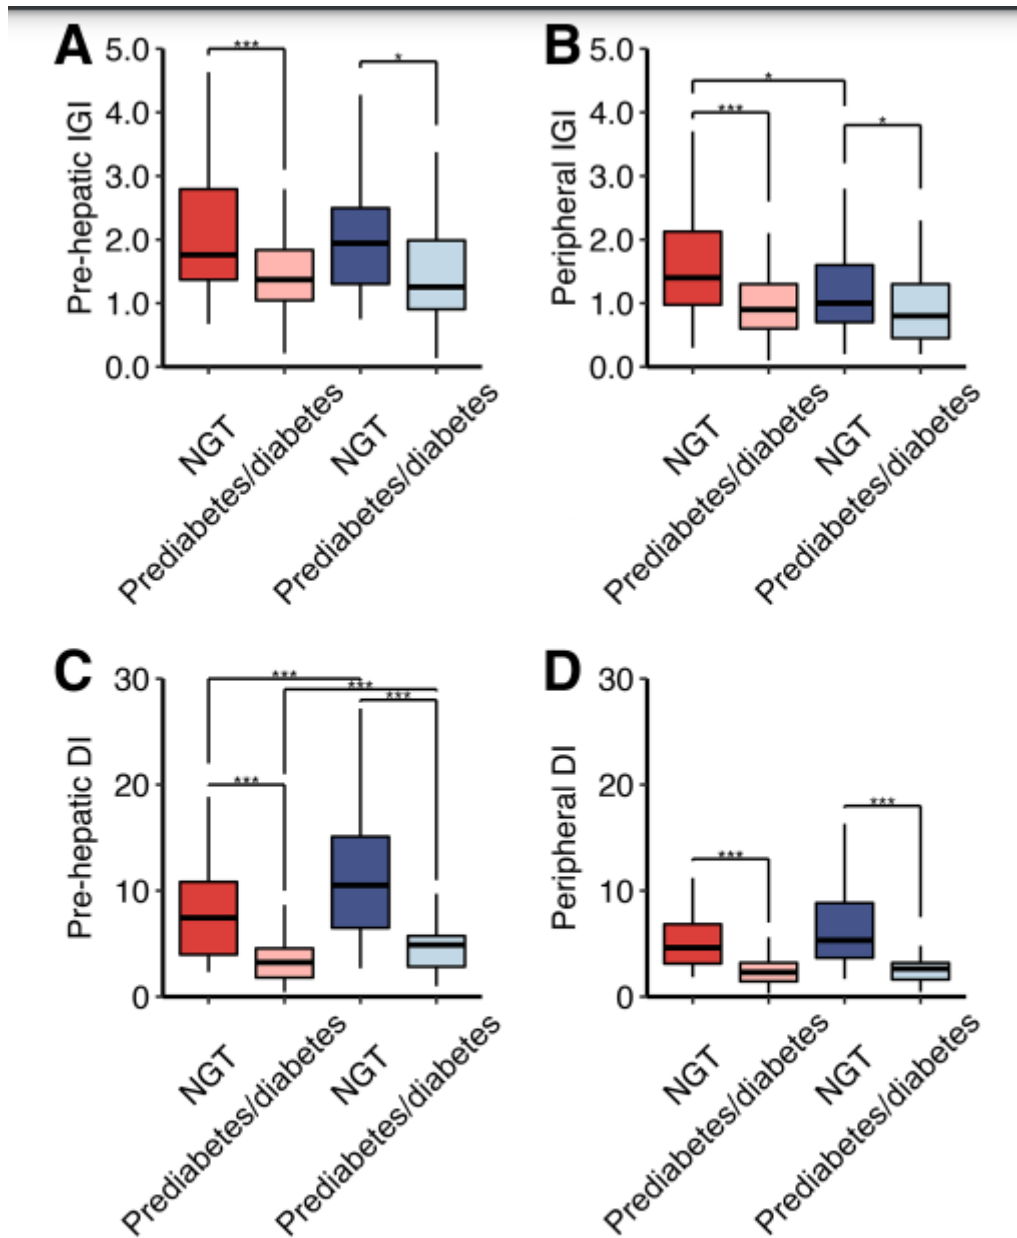 A
Pre-hepatic IGI
5.0
4.0
3.0
2.0
1.0
0.0
***
*
NGT
Prediabetes/diabetes
NGT
Prediabetes/diabetes
B
Peripheral IGI
5.0
4.0
3.0
2.0
1.0
0.0
*
***
*
NGT
Prediabetes/diabetes
NGT
Prediabetes/diabetes
C
Pre-hepatic DI
30
20
10
0
***
***
***
***
NGT
Prediabetes/diabetes
NGT
Prediabetes/diabetes
D
Peripheral DI
30
20
10
0
***
***
NGT
Prediabetes/diabetes
NGT
Prediabetes/diabetes